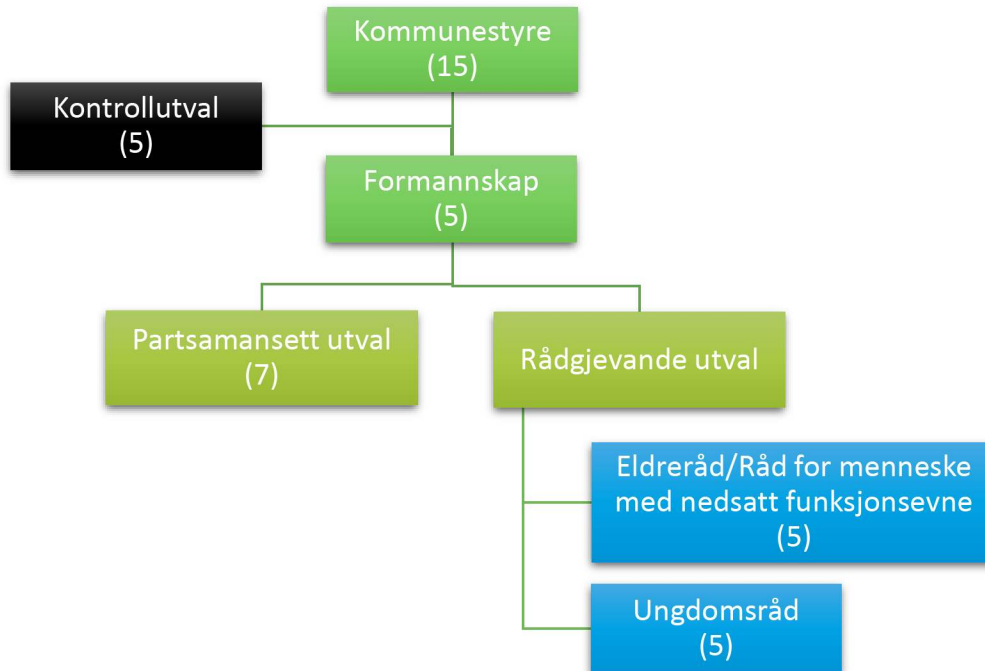 Kommunestyre
(15)
Kontrollutval
(5)
Formannskap
(5)
Partsamansett utval
(7)
Rådgjevande utval
Eldreråd/Råd for menneske
med nedsatt funksjonsevne
(5)
Ungdomsråd
(5)